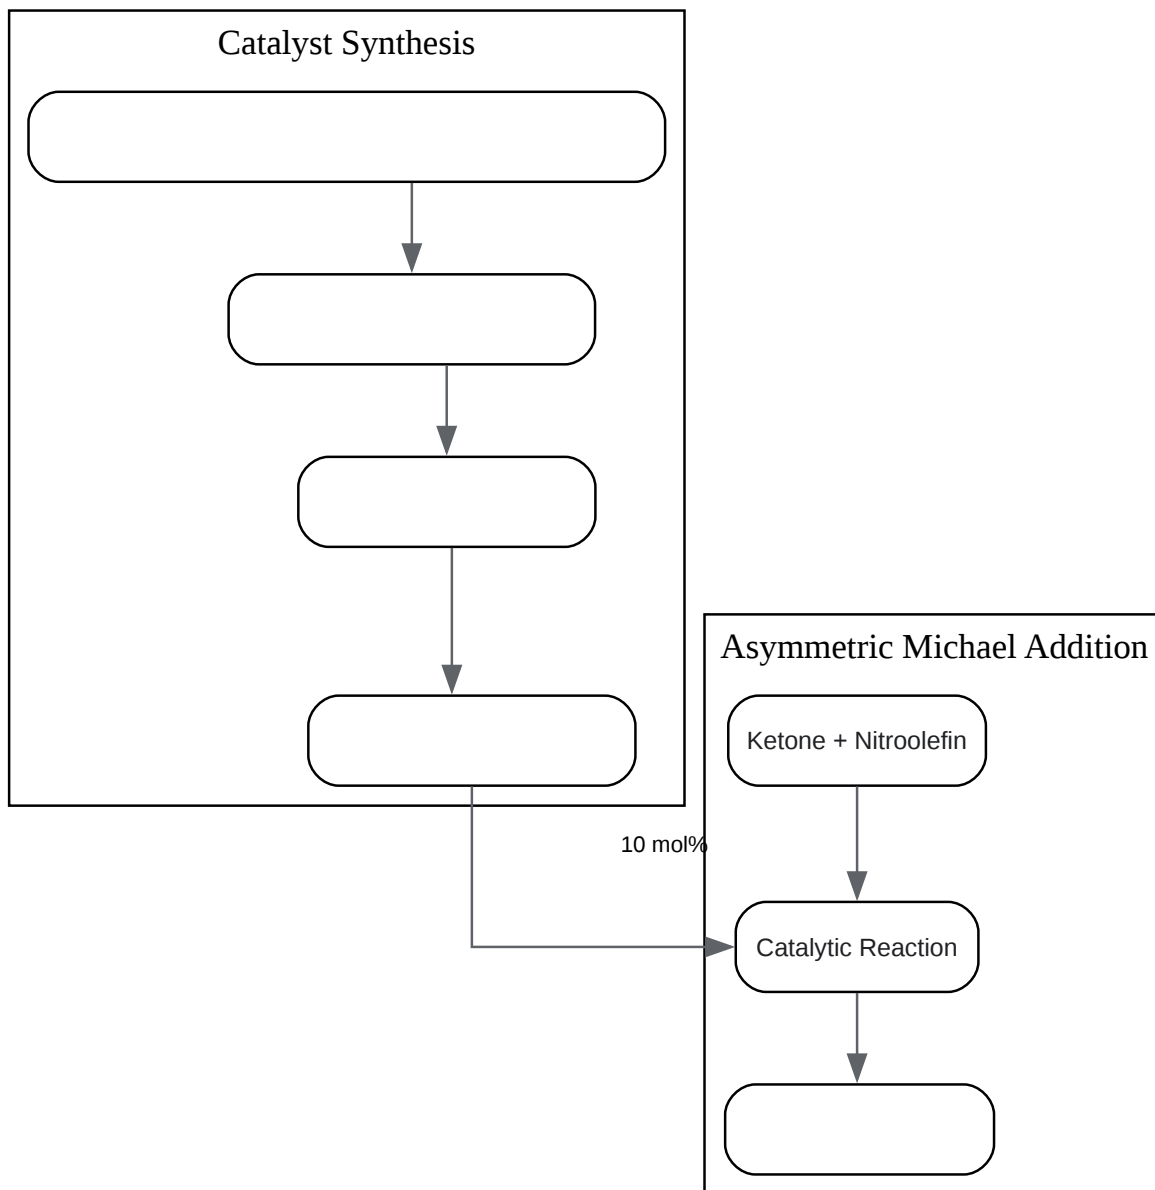 Catalyst Synthesis
Asymmetric Michael Addition
Ketone + Nitroolefin
10 mol%
Catalytic Reaction